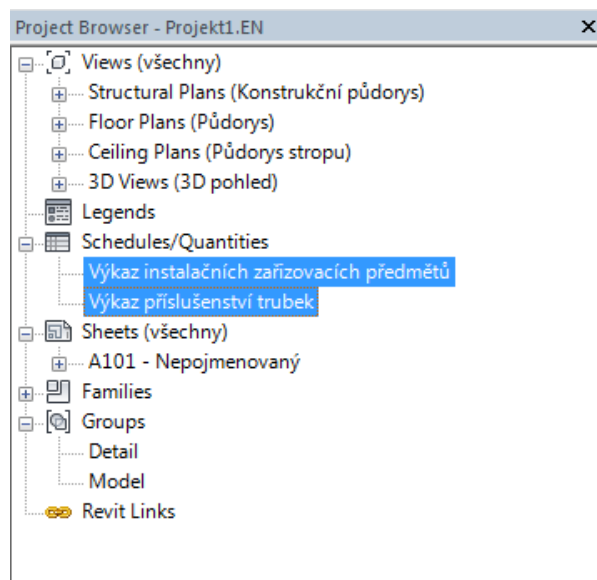 Project Browser - Projekt1.EN
Views (všechny)
Structural Plans (Konstrukční půdorys)
Floor Plans (Půdorys)
Ceiling Plans (Půdorys stropu)
3D Views (3D pohled)
Legends
Schedules/Quantities
Výkaz instalačních zařizovacích předmětů
Výkaz příslušenství trubek
Sheets (všechny)
A101 - Nepojmenovaný
Families
Groups
Detail
Model
Revit Links